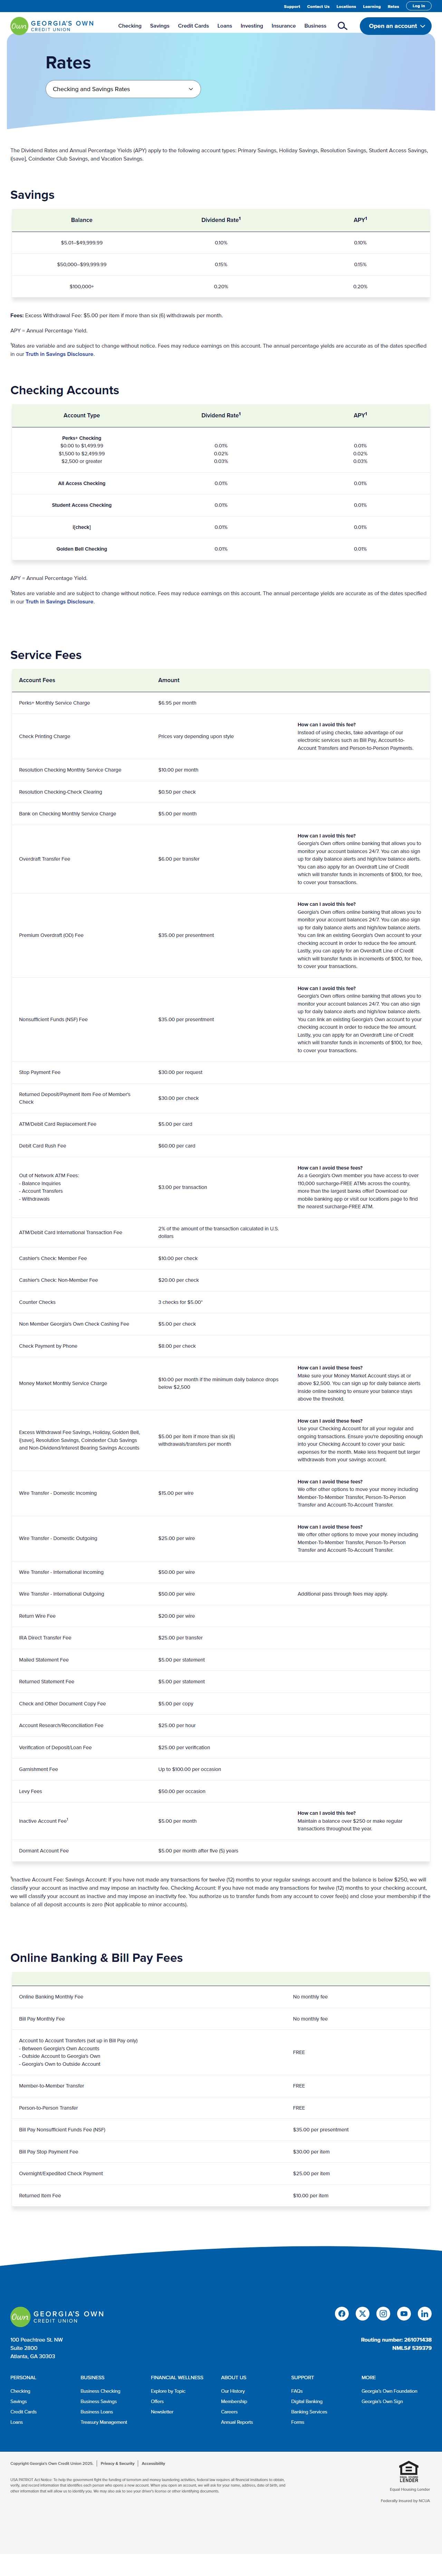 Support Contact Us Locations Learning Rates Log In
Own GEORGIA'S OWN CREDIT UNION
Checking Savings Credit Cards Loans Investing Insurance Business Open an account
Rates
Checking and Savings Rates
The Dividend Rates and Annual Percentage Yields (APY) apply to the following account types: Primary Savings, Holiday Savings, Resolution Savings, Student Access Savings,
i[save], Coindexter Club Savings, and Vacation Savings.
Savings
Balance Dividend Rate¹ APY¹
$5.01–$49,999.99 0.10% 0.10%
$50,000–$99,999.99 0.15% 0.15%
$100,000+ 0.20% 0.20%
Fees: Excess Withdrawal Fee: $5.00 per item if more than six (6) withdrawals per month.
APY = Annual Percentage Yield.
¹Rates are variable and are subject to change without notice. Fees may reduce earnings on this account. The annual percentage yields are accurate as of the dates specified
in our Truth in Savings Disclosure.
Checking Accounts
Account Type Dividend Rate¹ APY¹
Perks+ Checking
$0.00 to $1,499.99 0.01% 0.01%
$1,500 to $2,499.99 0.02% 0.02%
$2,500 or greater 0.03% 0.03%
All Access Checking 0.01% 0.01%
Student Access Checking 0.01% 0.01%
i[check] 0.01% 0.01%
Golden Bell Checking 0.01% 0.01%
APY = Annual Percentage Yield.
¹Rates are variable and are subject to change without notice. Fees may reduce earnings on this account. The annual percentage yields are accurate as of the dates specified
in our Truth in Savings Disclosure.
Service Fees
Account Fees Amount
Perks+ Monthly Service Charge $6.95 per month
Check Printing Charge Prices vary depending upon style
How can I avoid this fee?
Instead of using checks, take advantage of our
electronic services such as Bill Pay, Account-to-
Account Transfers and Person-to-Person Payments.
Resolution Checking Monthly Service Charge $10.00 per month
Resolution Checking-Check Clearing $0.50 per check
Bank on Checking Monthly Service Charge $5.00 per month
Overdraft Transfer Fee $6.00 per transfer
How can I avoid this fee?
Georgia's Own offers online banking that allows you to
monitor your account balances 24/7. You can also sign
up for daily balance alerts and high/low balance alerts.
You can also apply for an Overdraft Line of Credit
which will transfer funds in increments of $100, for free,
to cover your transactions.
Premium Overdraft (OD) Fee $35.00 per presentment
How can I avoid this fee?
Georgia's Own offers online banking that allows you to
monitor your account balances 24/7. You can also sign
up for daily balance alerts and high/low balance alerts.
You can link an existing Georgia's Own account to your
checking account in order to reduce the fee amount.
Lastly, you can apply for an Overdraft Line of Credit
which will transfer funds in increments of $100, for free,
to cover your transactions.
Nonsufficient Funds (NSF) Fee $35.00 per presentment
How can I avoid this fee?
Georgia's Own offers online banking that allows you to
monitor your account balances 24/7. You can also sign
up for daily balance alerts and high/low balance alerts.
You can link an existing Georgia's Own account to your
checking account in order to reduce the fee amount.
Lastly, you can apply for an Overdraft Line of Credit
which will transfer funds in increments of $100, for free,
to cover your transactions.
Stop Payment Fee $30.00 per request
Returned Deposit/Payment Item Fee of Member's
Check $30.00 per check
ATM/Debit Card Replacement Fee $5.00 per card
Debit Card Rush Fee $60.00 per card
Out of Network ATM Fees:
- Balance Inquiries
- Account Transfers
- Withdrawals
$3.00 per transaction
How can I avoid these fees?
As a Georgia's Own member you have access to over
110,000 surcharge-FREE ATMs across the country,
more than the largest banks offer! Download our
mobile banking app or visit our locations page to find
the nearest surcharge-FREE ATM.
ATM/Debit Card International Transaction Fee 2% of the amount of the transaction calculated in U.S.
dollars
Cashier's Check: Member Fee $10.00 per check
Cashier's Check: Non-Member Fee $20.00 per check
Counter Checks 3 checks for $5.00*
Non Member Georgia's Own Check Cashing Fee $5.00 per check
Check Payment by Phone $8.00 per check
Money Market Monthly Service Charge $10.00 per month if the minimum daily balance drops
below $2,500
How can I avoid these fees?
Make sure your Money Market Account stays at or
above $2,500. You can sign up for daily balance alerts
inside online banking to ensure your balance stays
above the threshold.
Excess Withdrawal Fee Savings, Holiday, Golden Bell,
i[save], Resolution Savings, Coindexter Club Savings
and Non-Dividend/Interest Bearing Savings Accounts
$5.00 per item if more than six (6)
withdrawals/transfers per month
How can I avoid these fees?
Use your Checking Account for all your regular and
ongoing transactions. Ensure you're depositing enough
into your Checking Account to cover your basic
expenses for the month. Make less frequent but larger
withdrawals from your savings account.
Wire Transfer - Domestic Incoming $15.00 per wire
How can I avoid these fees?
We offer other options to move your money including
Member-To-Member Transfer, Person-To-Person
Transfer and Account-To-Account Transfer.
Wire Transfer - Domestic Outgoing $25.00 per wire
How can I avoid these fees?
We offer other options to move your money including
Member-To-Member Transfer, Person-To-Person
Transfer and Account-To-Account Transfer.
Wire Transfer - International Incoming $50.00 per wire
Wire Transfer - International Outgoing $50.00 per wire Additional pass through fees may apply.
Return Wire Fee $20.00 per wire
IRA Direct Transfer Fee $25.00 per transfer
Mailed Statement Fee $5.00 per statement
Returned Statement Fee $5.00 per statement
Check and Other Document Copy Fee $5.00 per copy
Account Research/Reconciliation Fee $25.00 per hour
Verification of Deposit/Loan Fee $25.00 per verification
Garnishment Fee Up to $100.00 per occasion
Levy Fees $50.00 per occasion
Inactive Account Fee¹ $5.00 per month
How can I avoid this fee?
Maintain a balance over $250 or make regular
transactions throughout the year.
Dormant Account Fee $5.00 per month after five (5) years
¹Inactive Account Fee: Savings Account: If you have not made any transactions for twelve (12) months to your regular savings account and the balance is below $250, we will
classify your account as inactive and may impose an inactivity fee. Checking Account: If you have not made any transactions for twelve (12) months to your checking account,
we will classify your account as inactive and may impose an inactivity fee. You authorize us to transfer funds from any account to cover fee(s) and close your membership if the
balance of all deposit accounts is zero (Not applicable to minor accounts).
Online Banking & Bill Pay Fees
Online Banking Monthly Fee No monthly fee
Bill Pay Monthly Fee No monthly fee
Account to Account Transfers (set up in Bill Pay only)
- Between Georgia's Own Accounts
- Outside Account to Georgia's Own
- Georgia's Own to Outside Account
FREE
Member-to-Member Transfer FREE
Person-to-Person Transfer FREE
Bill Pay Nonsufficient Funds Fee (NSF) $35.00 per presentment
Bill Pay Stop Payment Fee $30.00 per item
Overnight/Expedited Check Payment $25.00 per item
Returned Item Fee $10.00 per item
Own GEORGIA'S OWN CREDIT UNION
100 Peachtree St. NW
Suite 2800
Atlanta, GA 30303
Routing number: 261071438
NMLS# 539379
PERSONAL BUSINESS FINANCIAL WELLNESS ABOUT US SUPPORT MORE
Checking Business Checking Explore by Topic Our History FAQs Georgia's Own Foundation
Savings Business Savings Offers Membership Digital Banking Georgia's Own Sign
Credit Cards Business Loans Newsletter Careers Banking Services
Loans Treasury Management Annual Reports Forms
Copyright Georgia's Own Credit Union 2025. Privacy & Security Accessibility
USA PATRIOT Act Notice: To help the government fight the funding of terrorism and money laundering activities, federal law requires all financial institutions to obtain,
verify, and record information that identifies each person who opens a new account. When you open an account, we will ask for your name, address, date of birth, and
other information that will allow us to identify you. We may also ask to see your driver's license or other identifying documents.
EQUAL HOUSING
LENDER
Equal Housing Lender
Federally Insured by NCUA